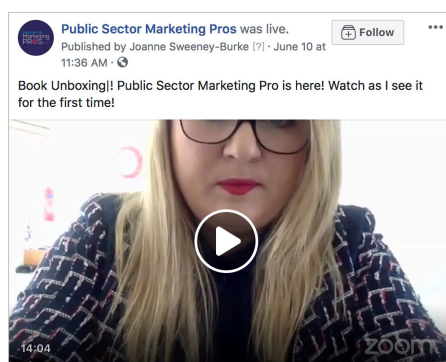 Public Sector Marketing Pros was live.
Follow
Published by Joanne Sweeney-Burke [?] · June 10 at
11:36 AM ·
Book Unboxing|! Public Sector Marketing Pro is here! Watch as I see it
for the first time!
14:04
zoom